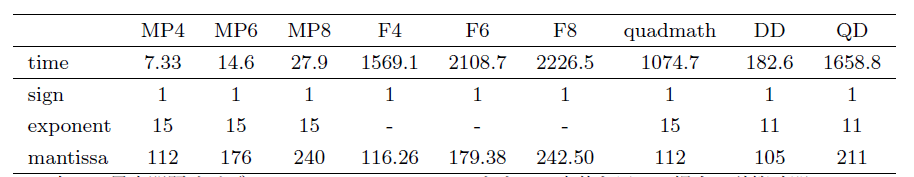 MP4 MP6 MP8 F4 F6 F8 quadmath DD QD
time 7.33 14.6 27.9 1569.1 2108.7 2226.5 1074.7 182.6 1658.8
sign 1 1 1 1 1 1 1 1 1
exponent 15 15 15 - - - 15 11 11
mantissa 112 176 240 116.26 179.38 242.50 112 105 211